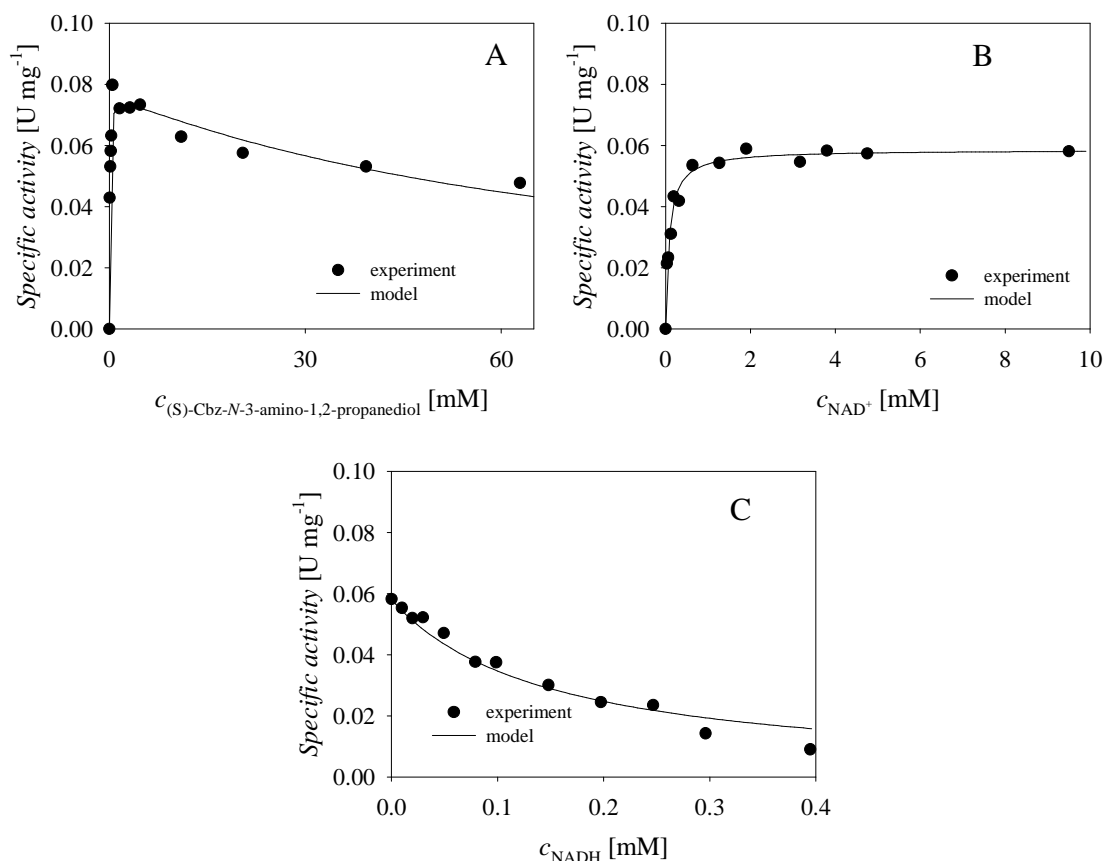 A
Specific activity [U mg⁻¹]
0.10
0.08
0.06
0.04
0.02
0.00
experiment
model
0 30 60
c(S)-Cbz-N-3-amino-1,2-propanediol [mM]
B
Specific activity [U mg⁻¹]
0.10
0.08
0.06
0.04
0.02
0.00
experiment
model
0 2 4 6 8 10
cNAD⁺ [mM]
C
Specific activity [U mg⁻¹]
0.10
0.08
0.06
0.04
0.02
0.00
experiment
model
0.0 0.1 0.2 0.3 0.4
cNADH [mM]